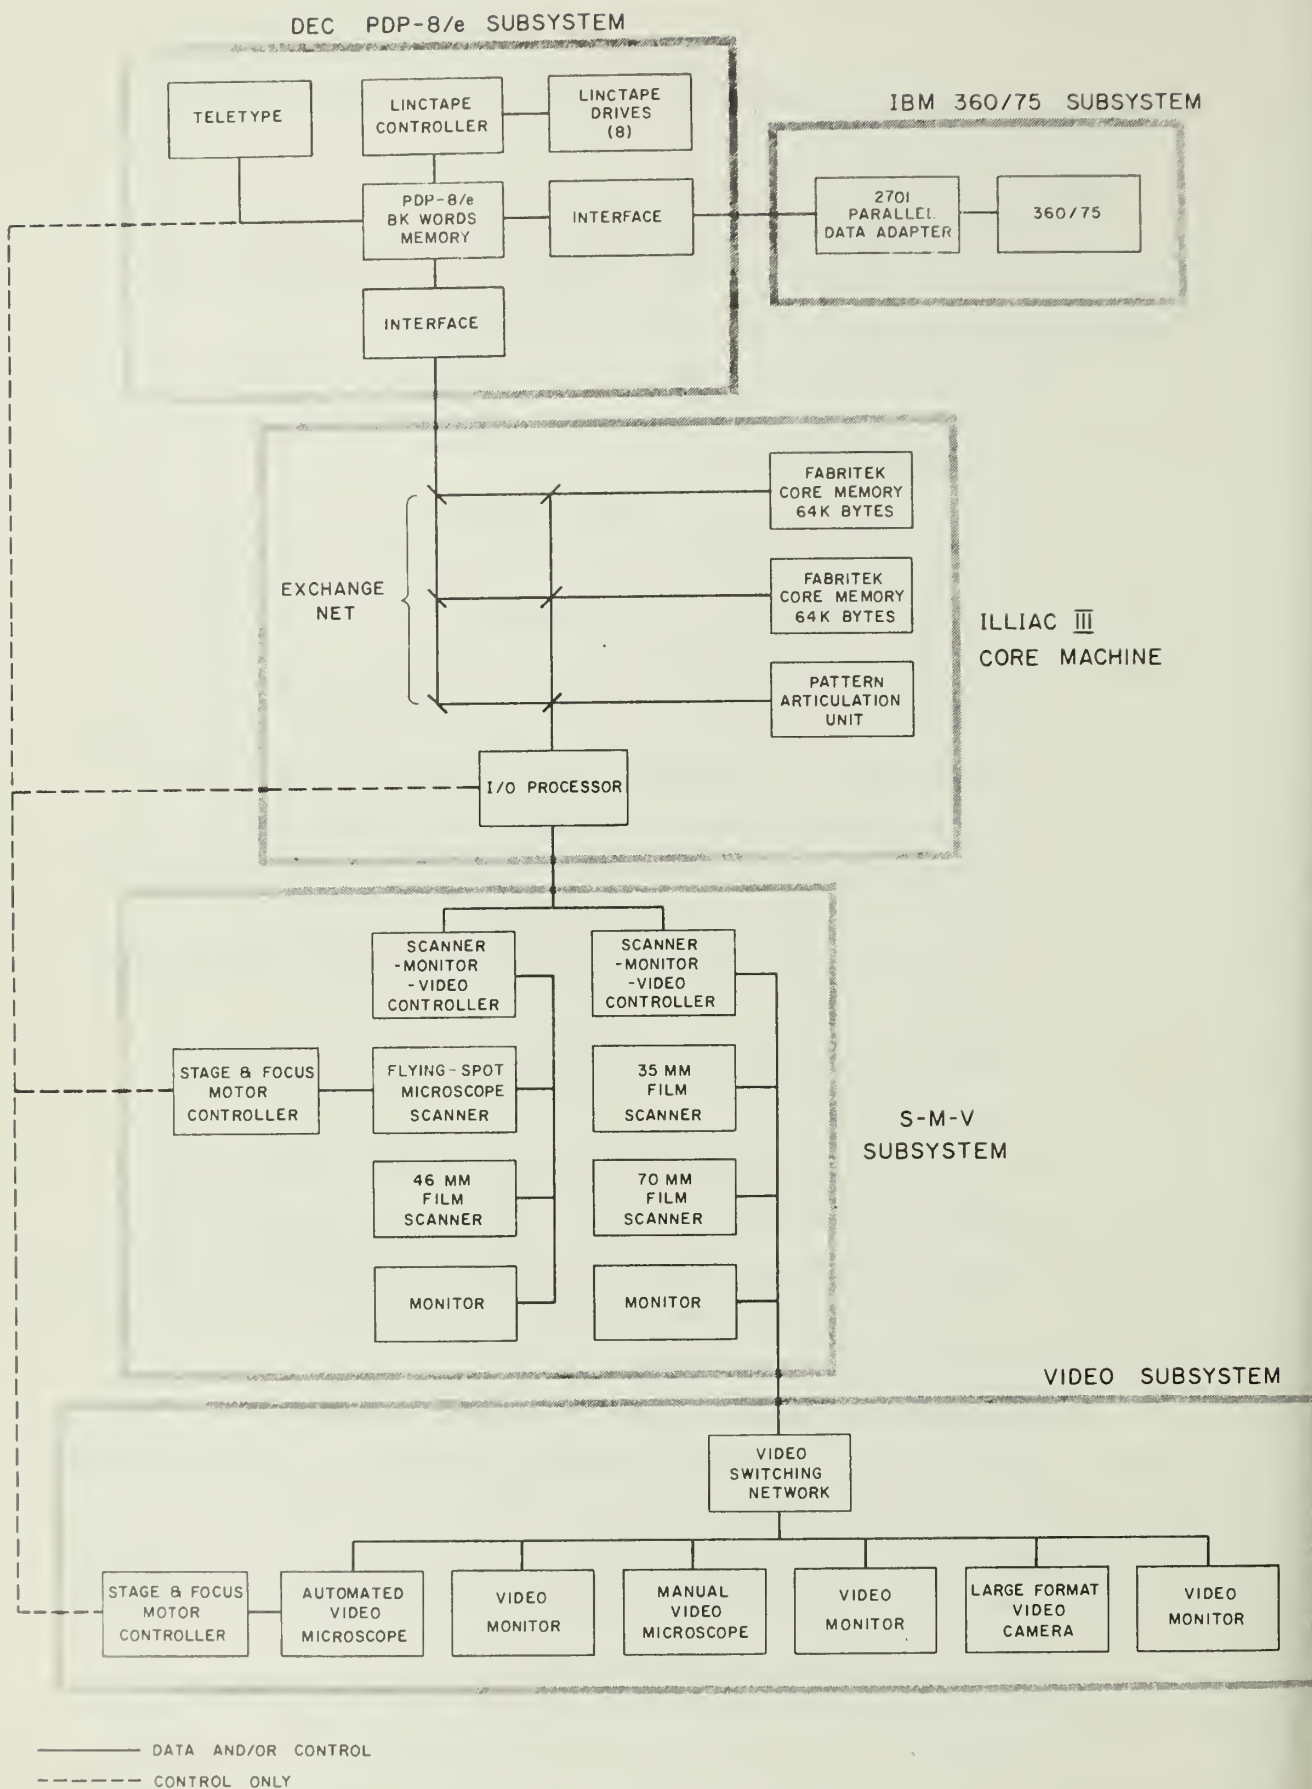 DEC PDP-8/e SUBSYSTEM
TELETYPE
LINCTAPE
CONTROLLER
LINCTAPE
DRIVES
(8)
IBM 360/75 SUBSYSTEM
PDP-8/e
8K WORDS
MEMORY
INTERFACE
2701
PARALLEL
DATA ADAPTER
360/75
INTERFACE
FABRITEK
CORE MEMORY
64K BYTES
EXCHANGE
NET
FABRITEK
CORE MEMORY
64K BYTES
ILLIAC III
CORE MACHINE
PATTERN
ARTICULATION
UNIT
I/O PROCESSOR
SCANNER
-MONITOR
-VIDEO
CONTROLLER
SCANNER
-MONITOR
-VIDEO
CONTROLLER
STAGE & FOCUS
MOTOR
CONTROLLER
FLYING-SPOT
MICROSCOPE
SCANNER
35 MM
FILM
SCANNER
S-M-V
SUBSYSTEM
46 MM
FILM
SCANNER
70 MM
FILM
SCANNER
MONITOR
MONITOR
VIDEO SUBSYSTEM
VIDEO
SWITCHING
NETWORK
STAGE & FOCUS
MOTOR
CONTROLLER
AUTOMATED
VIDEO
MICROSCOPE
VIDEO
MONITOR
MANUAL
VIDEO
MICROSCOPE
VIDEO
MONITOR
LARGE FORMAT
VIDEO
CAMERA
VIDEO
MONITOR
DATA AND/OR CONTROL
CONTROL ONLY